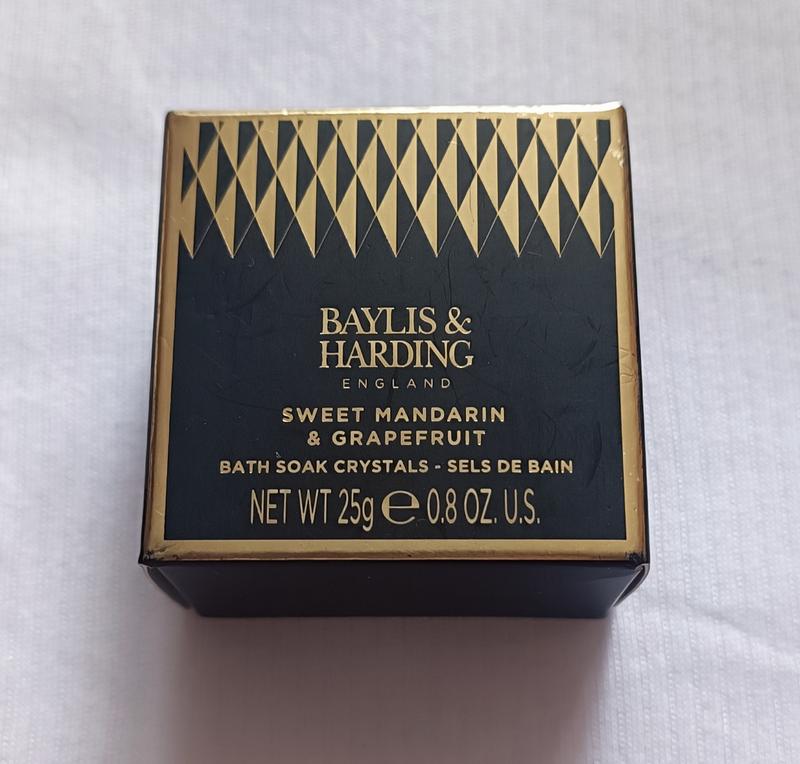 BAYLIS &
HARDING
ENGLAND
SWEET MANDARIN
& GRAPEFRUIT
BATH SOAK CRYSTALS - SELS DE BAIN
NET WT 25g ℮ 0.8 OZ. U.S.